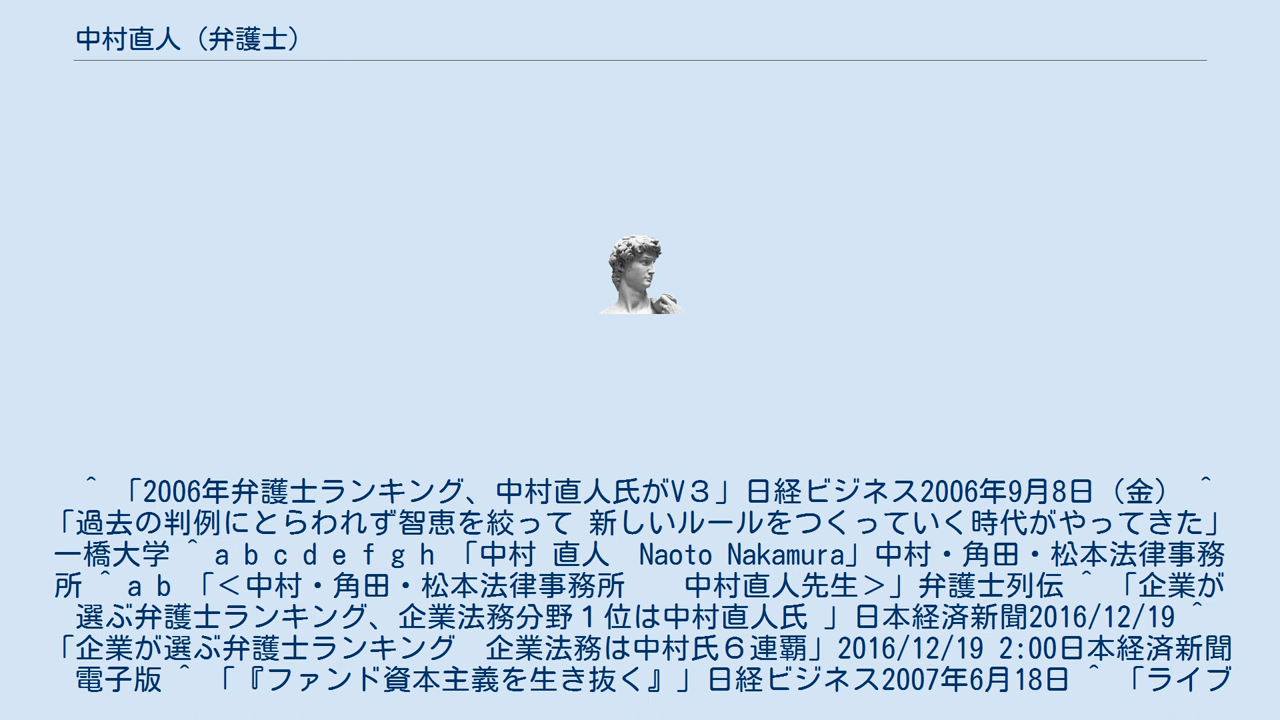 中村直人（弁護士）
＾ 「2006年弁護士ランキング、中村直人氏がV３」日経ビジネス2006年9月8日（金） ＾
「過去の判例にとらわれず智恵を絞って 新しいルールをつくっていく時代がやってきた」
一橋大学 ＾ a b c d e f g h 「中村 直人　Naoto Nakamura」中村・角田・松本法律事務
所 ＾ a b 「＜中村・角田・松本法律事務所　　中村直人先生＞」弁護士列伝 ＾ 「企業が
選ぶ弁護士ランキング、企業法務分野１位は中村直人氏 」日本経済新聞2016/12/19 ＾
「企業が選ぶ弁護士ランキング　企業法務は中村氏６連覇」2016/12/19 2:00日本経済新聞
電子版 ＾ 「『ファンド資本主義を生き抜く』」日経ビジネス2007年6月18日 ＾ 「ライブ